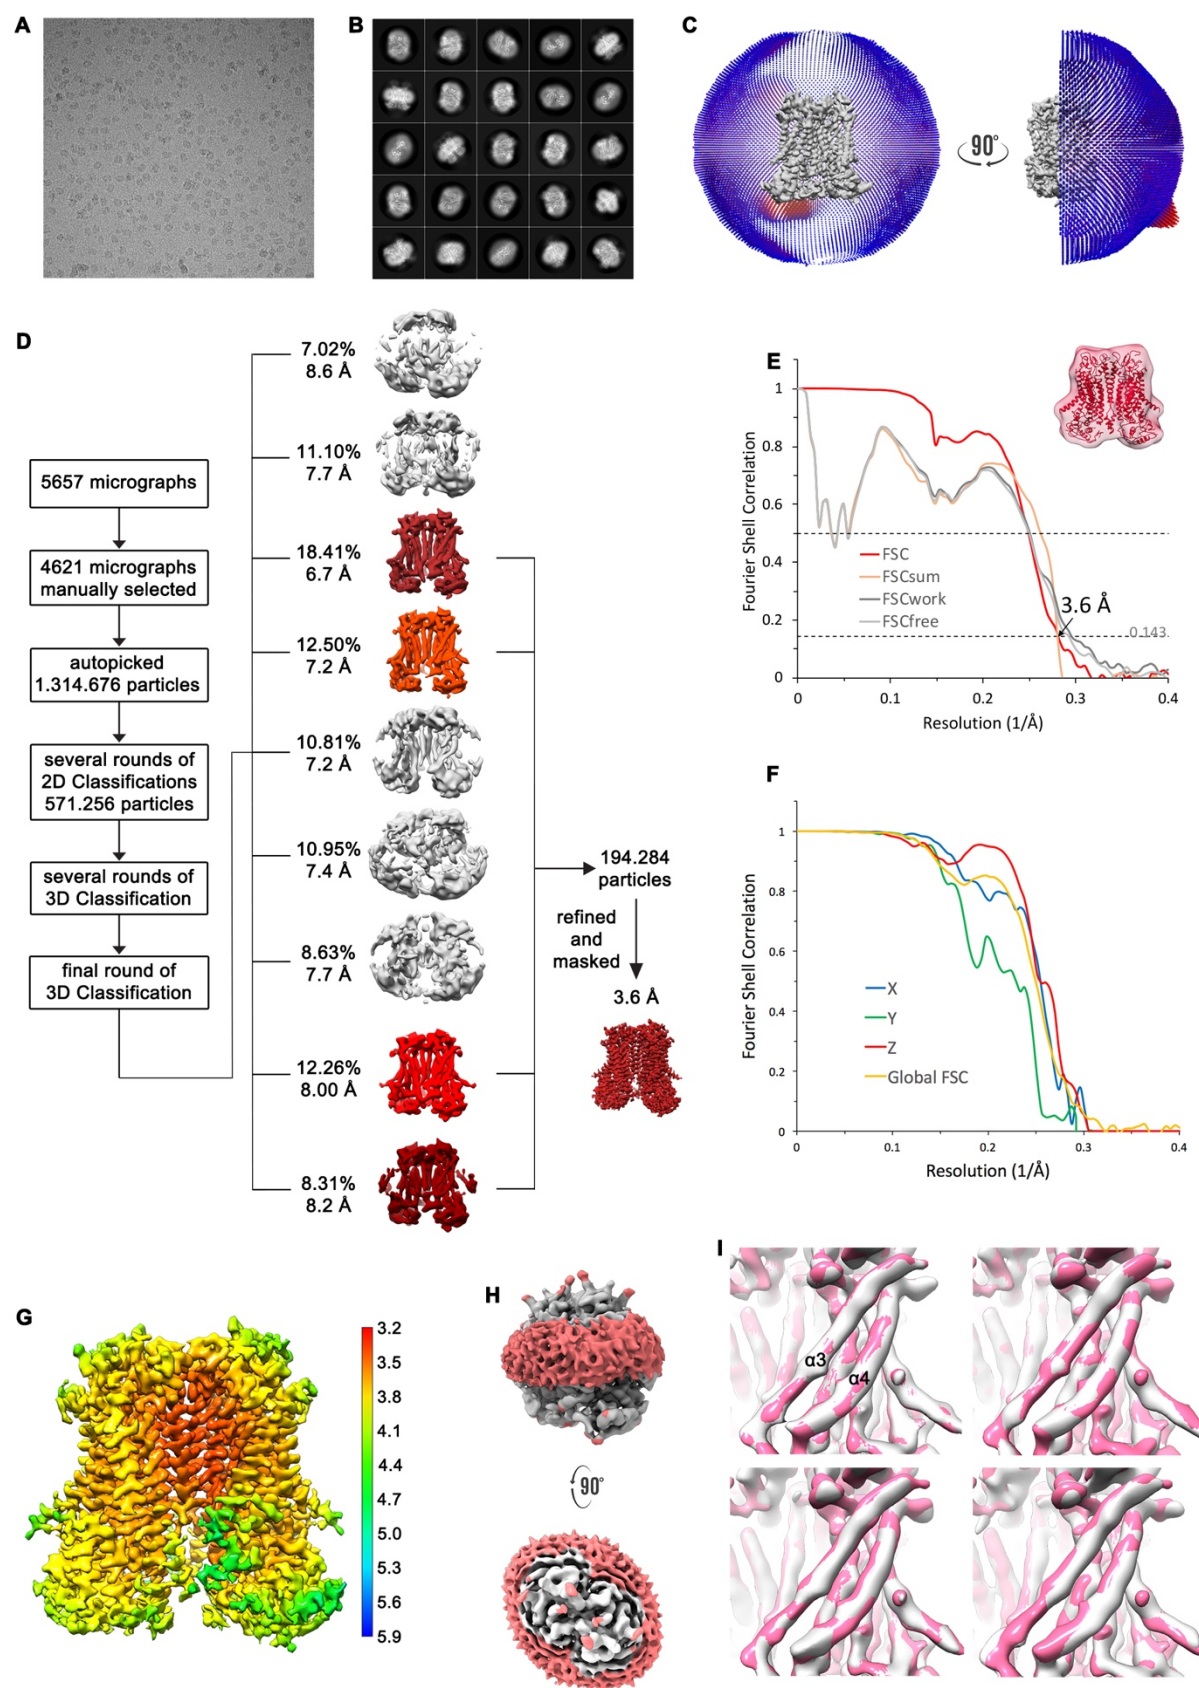 A
B
C
90°
D
5657 micrographs
4621 micrographs
manually selected
autopicked
1.314.676 particles
several rounds of
2D Classifications
571.256 particles
several rounds of
3D Classification
final round of
3D Classification
7.02%
8.6 Å
11.10%
7.7 Å
18.41%
6.7 Å
12.50%
7.2 Å
10.81%
7.2 Å
10.95%
7.4 Å
8.63%
7.7 Å
12.26%
8.00 Å
8.31%
8.2 Å
194.284
particles
refined
and
masked
3.6 Å
E
Fourier Shell Correlation
1
0.8
0.6
0.4
0.2
0
FSC
FSCsum
FSCwork
FSCfree
3.6 Å
0.143
0
0.1
0.2
0.3
0.4
Resolution (1/Å)
F
Fourier Shell Correlation
1
0.8
0.6
0.4
0.2
0
X
Y
Z
Global FSC
0
0.1
0.2
0.3
0.4
Resolution (1/Å)
G
3.2
3.5
3.8
4.1
4.4
4.7
5.0
5.3
5.6
5.9
H
90°
I
α3
α4